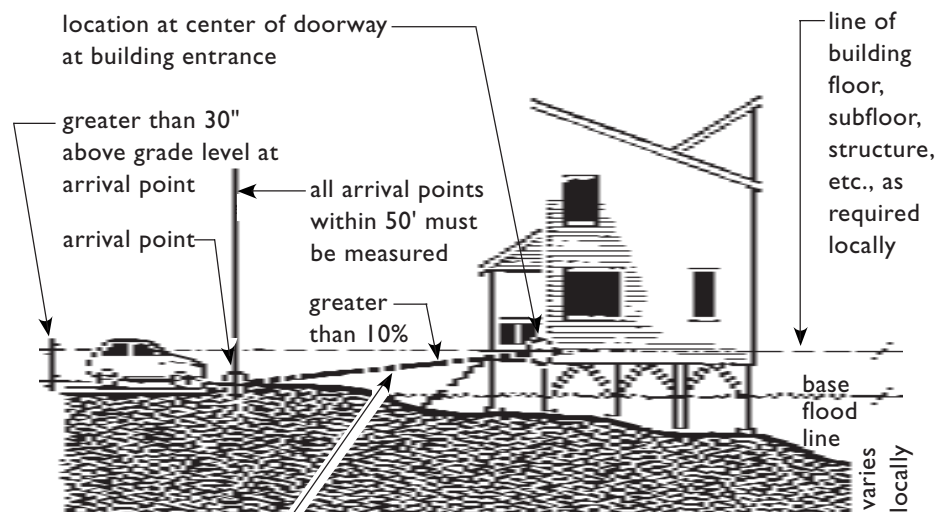 location at center of doorway
at building entrance
line of
building
floor,
subfloor,
structure,
etc., as
required
locally
greater than 30"
above grade level at
arrival point
all arrival points
within 50' must
be measured
arrival point
greater
than 10%
base
flood
line
varies
locally